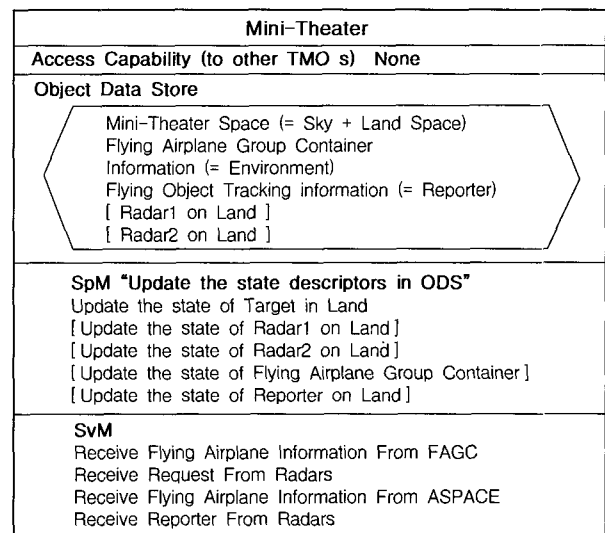 Mini-Theater
Access Capability (to other TMO s) None
Object Data Store
Mini-Theater Space (= Sky + Land Space)
Flying Airplane Group Container
Information (= Environment)
Flying Object Tracking information (= Reporter)
[ Radar1 on Land ]
[ Radar2 on Land ]
SpM "Update the state descriptors in ODS"
Update the state of Target in Land
[ Update the state of Radar1 on Land ]
[ Update the state of Radar2 on Land ]
[ Update the state of Flying Airplane Group Container ]
[ Update the state of Reporter on Land ]
SvM
Receive Flying Airplane Information From FAGC
Receive Request From Radars
Receive Flying Airplane Information From ASPACE
Receive Reporter From Radars